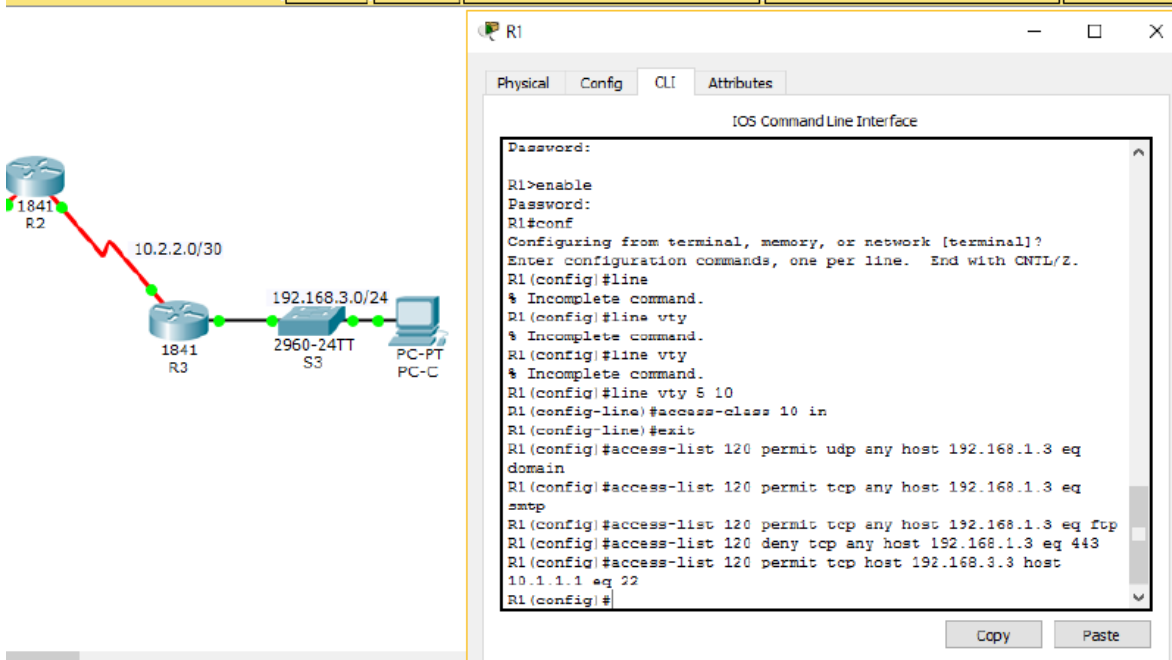 R1
Physical Config CLI Attributes
IOS Command Line Interface
Password:
R1>enable
Password:
R1#conf
Configuring from terminal, memory, or network [terminal]?
Enter configuration commands, one per line.  End with CNTL/Z.
R1(config)#line
% Incomplete command.
R1(config)#line vty
% Incomplete command.
R1(config)#line vty
% Incomplete command.
R1(config)#line vty 5 10
R1(config-line)#access-class 10 in
R1(config-line)#exit
R1(config)#access-list 120 permit udp any host 192.168.1.3 eq
domain
R1(config)#access-list 120 permit tcp any host 192.168.1.3 eq
smtp
R1(config)#access-list 120 permit tcp any host 192.168.1.3 eq ftp
R1(config)#access-list 120 deny tcp any host 192.168.1.3 eq 443
R1(config)#access-list 120 permit tcp host 192.168.3.3 host
10.1.1.1 eq 22
R1(config)#
Copy Paste
1841
R2
10.2.2.0/30
192.168.3.0/24
1841
R3
2960-24TT
S3
PC-PT
PC-C